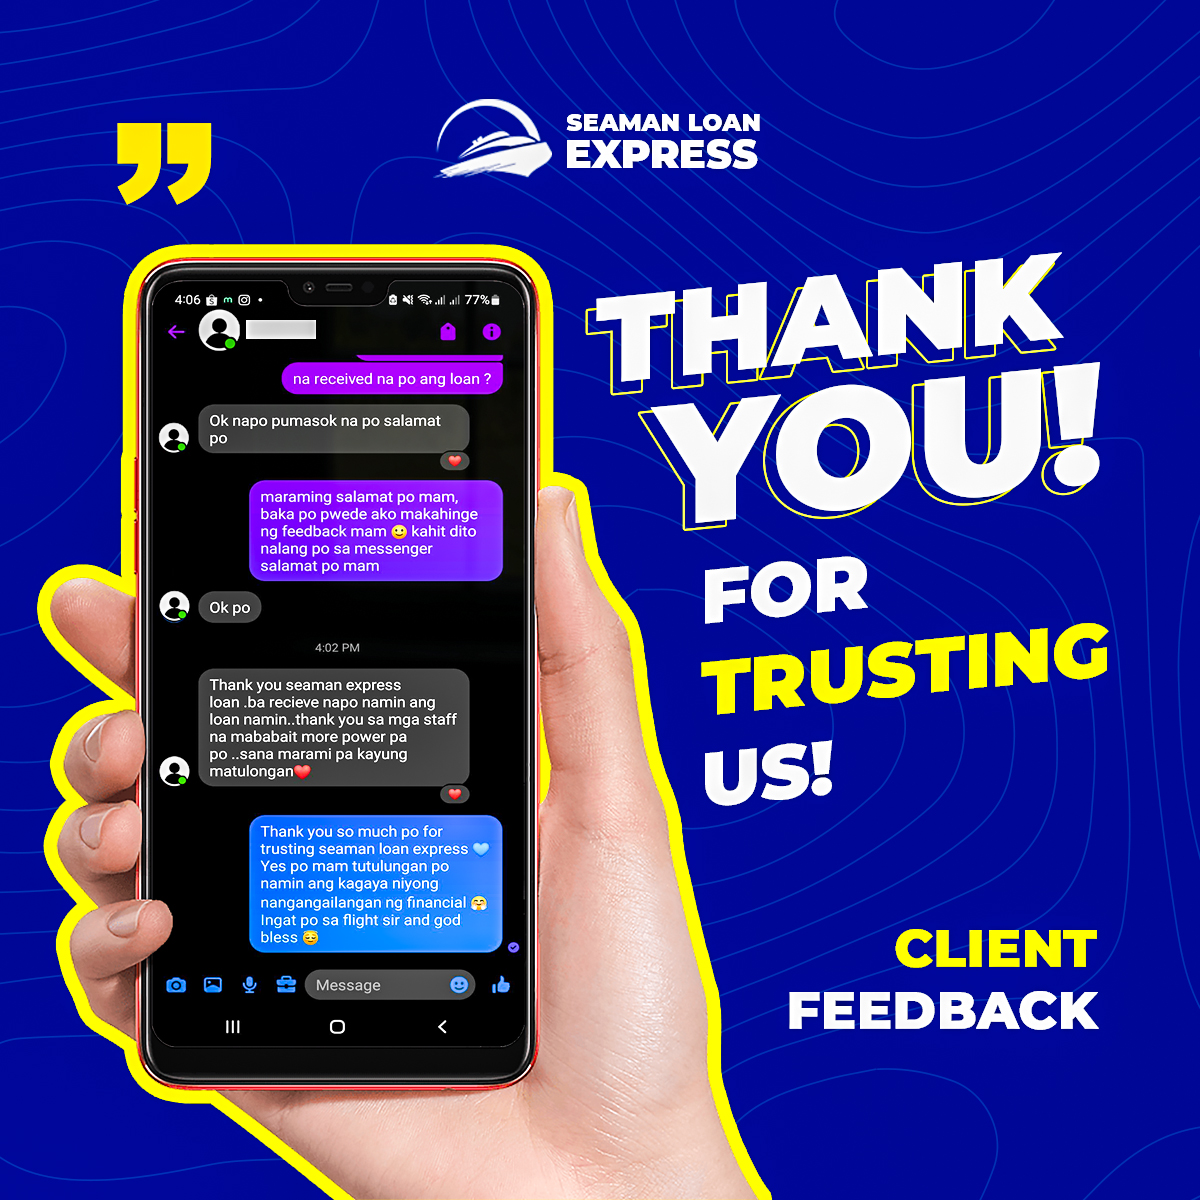 SEAMAN LOAN
EXPRESS
THANK
YOU!
FOR
TRUSTING
US!
CLIENT
FEEDBACK
4:06
77%
na received na po ang loan ?
Ok napo pumasok na po salamat
po
maraming salamat po mam,
baka po pwede ako makahinge
ng feedback mam 🙂 kahit dito
nalang po sa messenger
salamat po mam
Ok po
4:02 PM
Thank you seaman express
loan .ba recieve napo namin ang
loan namin..thank you sa mga staff
na mababait more power pa
po ..sana marami pa kayung
matulongan❤️
Thank you so much po for
trusting seaman loan express 🩵
Yes po mam tutulungan po
namin ang kagaya niyong
nangangailangan ng financial 🤗
Ingat po sa flight sir and god
bless 😇
Message